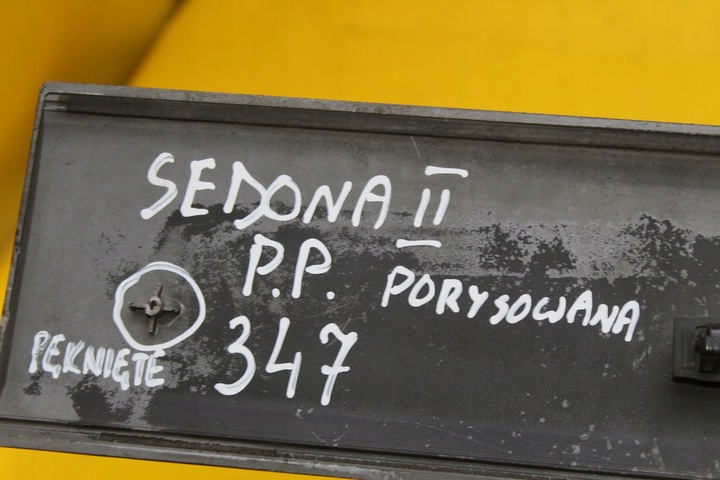 SEDONA II
P.P. PORYSOWANA
PĘKNIĘTE 347